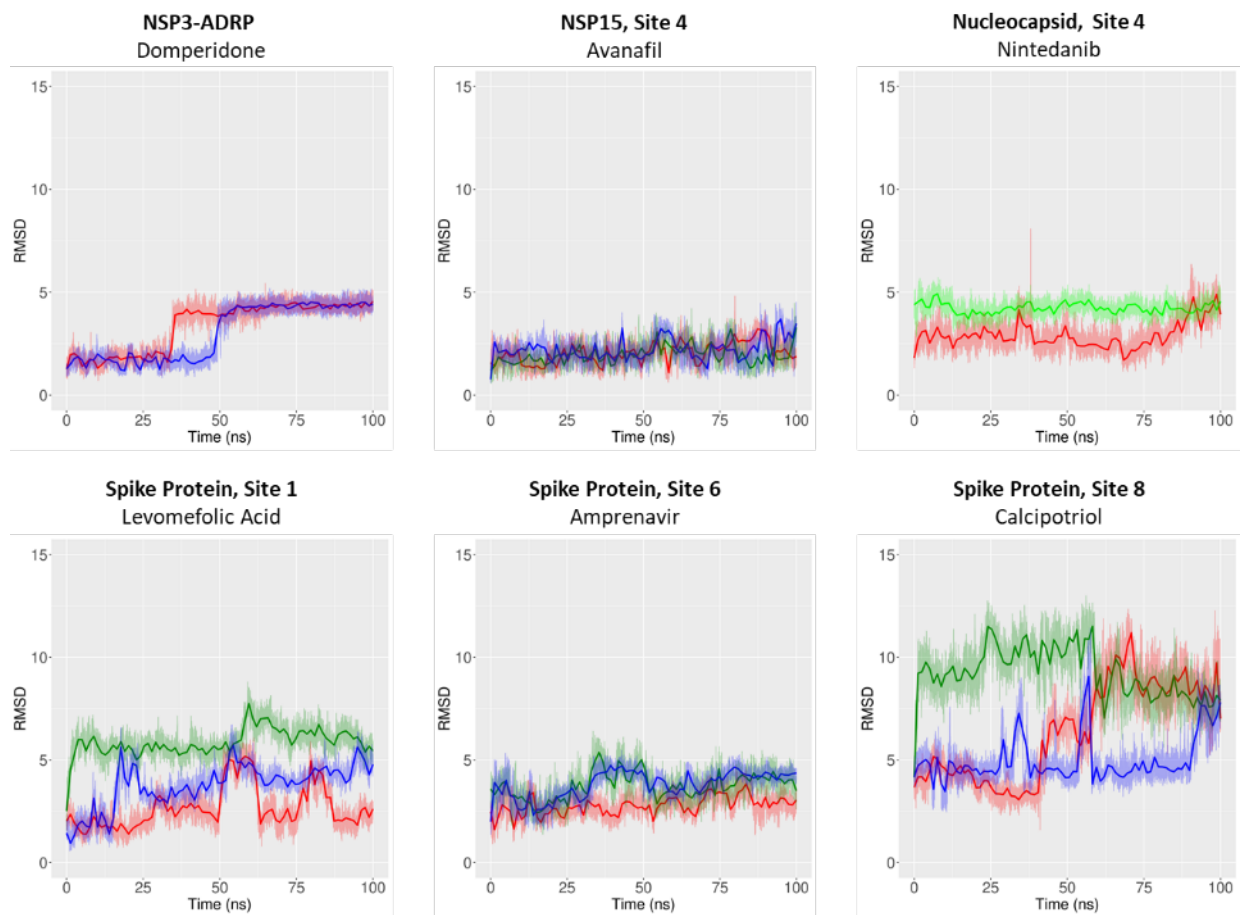 NSP3-ADRP
Domperidone
15
10
5
0
RMSD
0 25 50 75 100
Time (ns)
NSP15, Site 4
Avanafil
15
10
5
0
RMSD
0 25 50 75 100
Time (ns)
Nucleocapsid, Site 4
Nintedanib
15
10
5
0
RMSD
0 25 50 75 100
Time (ns)
Spike Protein, Site 1
Levomefolic Acid
15
10
5
0
RMSD
0 25 50 75 100
Time (ns)
Spike Protein, Site 6
Amprenavir
15
10
5
0
RMSD
0 25 50 75 100
Time (ns)
Spike Protein, Site 8
Calcipotriol
15
10
5
0
RMSD
0 25 50 75 100
Time (ns)